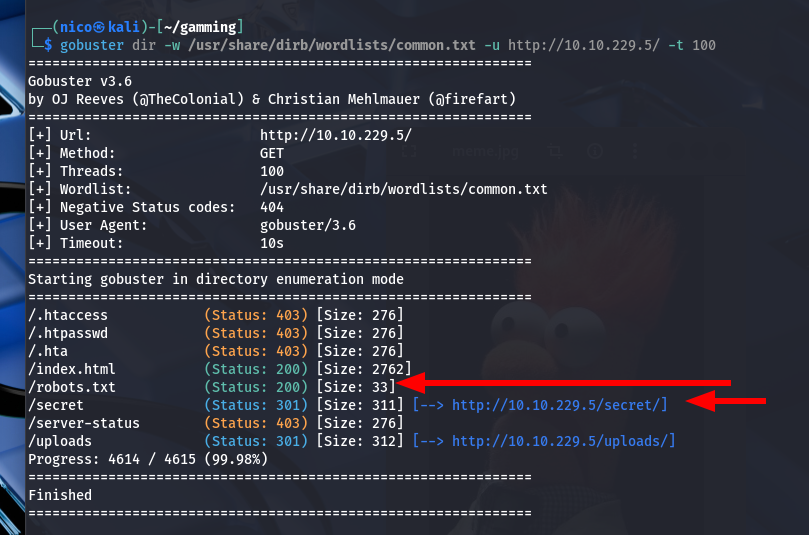 ┌──(nico㉿kali)-[~/gamming]
└─$ gobuster dir -w /usr/share/dirb/wordlists/common.txt -u http://10.10.229.5/ -t 100
===============================================================
Gobuster v3.6
by OJ Reeves (@TheColonial) & Christian Mehlmauer (@firefart)
===============================================================
[+] Url:                     http://10.10.229.5/
[+] Method:                  GET
[+] Threads:                 100
[+] Wordlist:                /usr/share/dirb/wordlists/common.txt
[+] Negative Status codes:   404
[+] User Agent:              gobuster/3.6
[+] Timeout:                 10s
===============================================================
Starting gobuster in directory enumeration mode
===============================================================
/.htaccess            (Status: 403) [Size: 276]
/.htpasswd            (Status: 403) [Size: 276]
/.hta                 (Status: 403) [Size: 276]
/index.html           (Status: 200) [Size: 2762]
/robots.txt           (Status: 200) [Size: 33]
/secret               (Status: 301) [Size: 311] [--> http://10.10.229.5/secret/]
/server-status        (Status: 403) [Size: 276]
/uploads              (Status: 301) [Size: 312] [--> http://10.10.229.5/uploads/]
Progress: 4614 / 4615 (99.98%)
===============================================================
Finished
===============================================================
meme.jpg